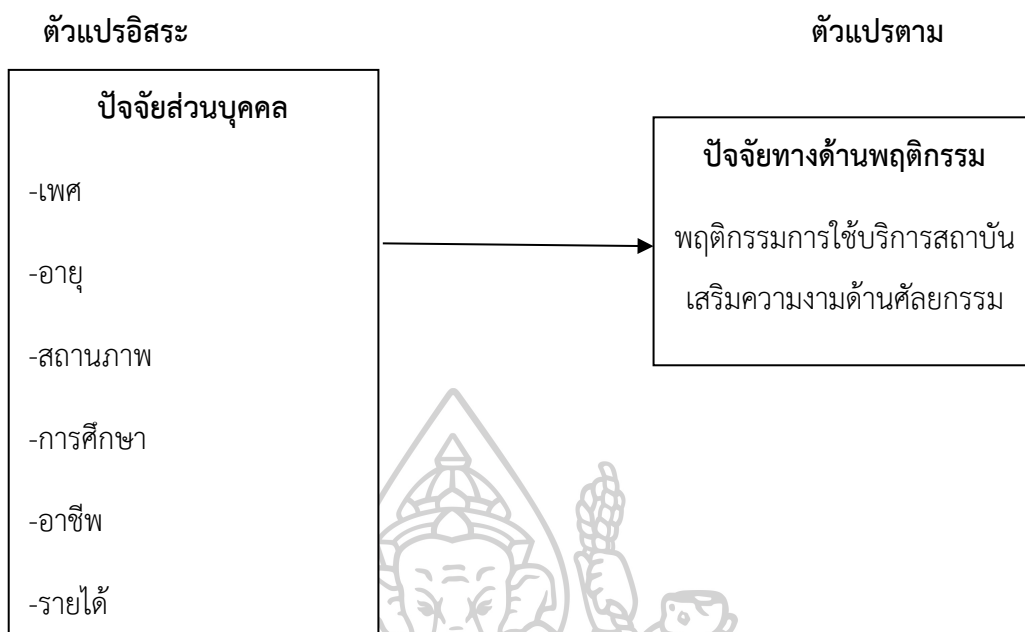 ตัวแปรอิสระ
ตัวแปรตาม
ปัจจัยส่วนบุคคล
-เพศ
-อายุ
-สถานภาพ
-การศึกษา
-อาชีพ
-รายได้
ปัจจัยทางด้านพฤติกรรม
พฤติกรรมการใช้บริการสถาบัน
เสริมความงามด้านศัลยกรรม